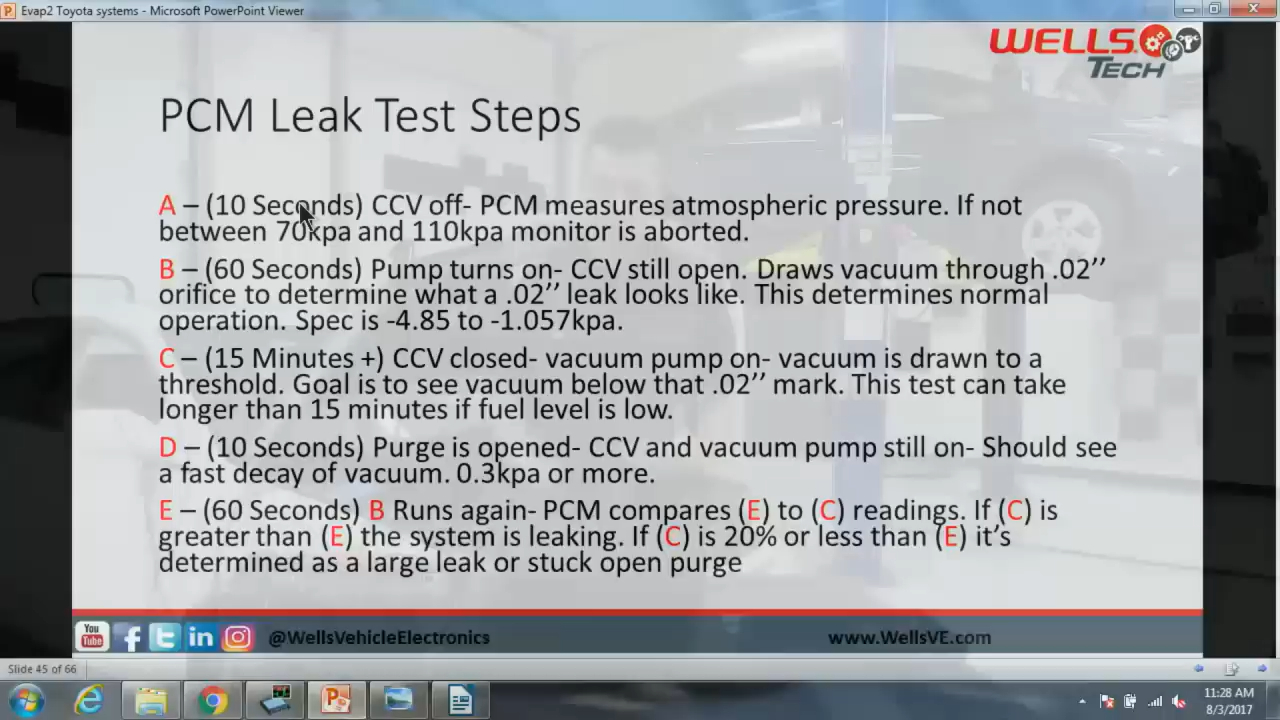 Evap2 Toyota systems - Microsoft PowerPoint Viewer
WELLS
TECH
PCM Leak Test Steps
A – (10 Seconds) CCV off- PCM measures atmospheric pressure. If not
between 70kpa and 110kpa monitor is aborted.
B – (60 Seconds) Pump turns on- CCV still open. Draws vacuum through .02’’
orifice to determine what a .02’’ leak looks like. This determines normal
operation. Spec is -4.85 to -1.057kpa.
C – (15 Minutes +) CCV closed- vacuum pump on- vacuum is drawn to a
threshold. Goal is to see vacuum below that .02’’ mark. This test can take
longer than 15 minutes if fuel level is low.
D – (10 Seconds) Purge is opened- CCV and vacuum pump still on- Should see
a fast decay of vacuum. 0.3kpa or more.
E – (60 Seconds) B Runs again- PCM compares (E) to (C) readings. If (C) is
greater than (E) the system is leaking. If (C) is 20% or less than (E) it’s
determined as a large leak or stuck open purge
You Tube f in @WellsVehicleElectronics www.WellsVE.com
Slide 45 of 66
11:28 AM
8/3/2017